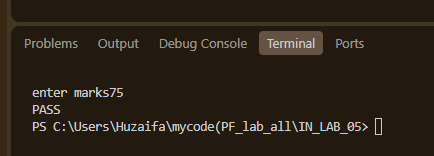 Problems Output Debug Console Terminal Ports
enter marks75
PASS
PS C:\Users\Huzaifa\mycode(PF_lab_all\IN_LAB_05>